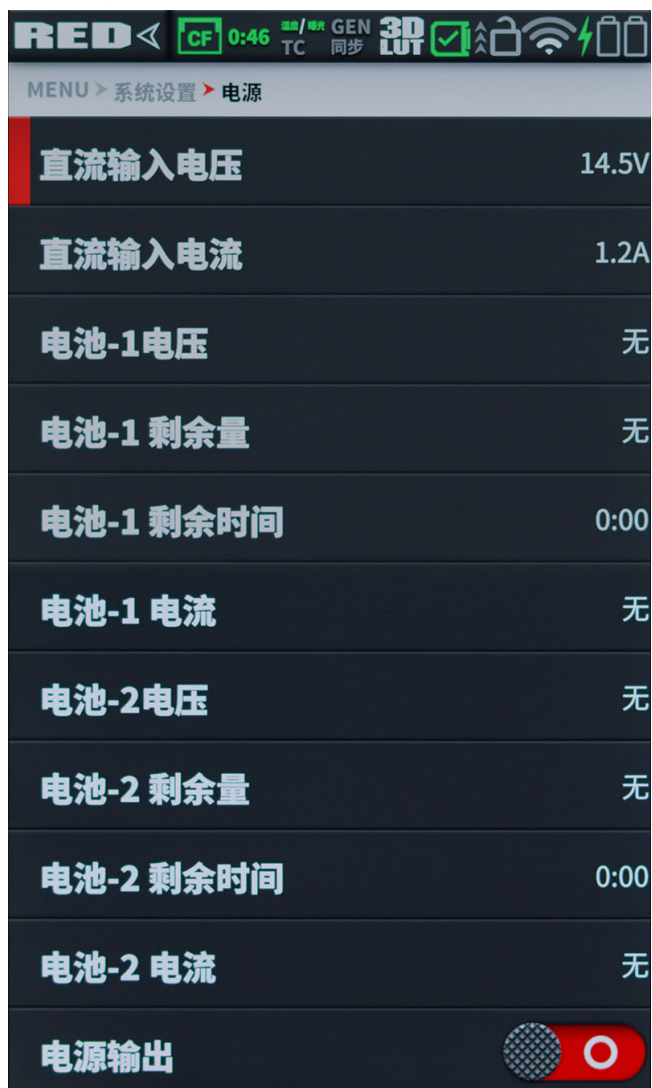 RED
CF 0:46 温度/曝光 TC GEN 同步 3D LUT
MENU > 系统设置 > 电源
直流输入电压 14.5V
直流输入电流 1.2A
电池-1电压 无
电池-1 剩余量 无
电池-1 剩余时间 0:00
电池-1 电流 无
电池-2电压 无
电池-2 剩余量 无
电池-2 剩余时间 0:00
电池-2 电流 无
电源输出